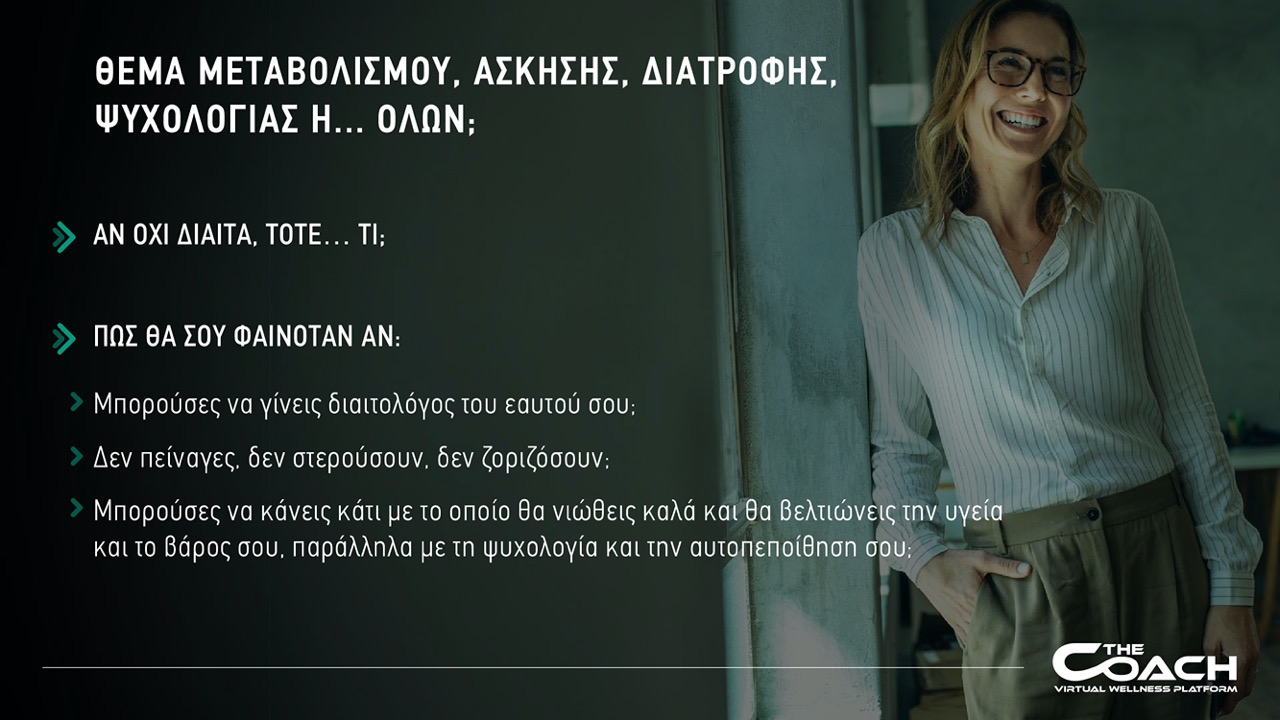 ΘΕΜΑ ΜΕΤΑΒΟΛΙΣΜΟΥ, ΑΣΚΗΣΗΣ, ΔΙΑΤΡΟΦΗΣ,
ΨΥΧΟΛΟΓΙΑΣ Η... ΟΛΩΝ;
ΑΝ ΟΧΙ ΔΙΑΙΤΑ, ΤΟΤΕ... ΤΙ;
ΠΩΣ ΘΑ ΣΟΥ ΦΑΙΝΟΤΑΝ ΑΝ:
Μπορούσες να γίνεις διαιτολόγος του εαυτού σου;
Δεν πείναγες, δεν στερούσουν, δεν ζοριζόσουν;
Μπορούσες να κάνεις κάτι με το οποίο θα νιώθεις καλά και θα βελτιώνεις την υγεία
και το βάρος σου, παράλληλα με τη ψυχολογία και την αυτοπεποίθηση σου;
THE
COACH
VIRTUAL WELLNESS PLATFORM